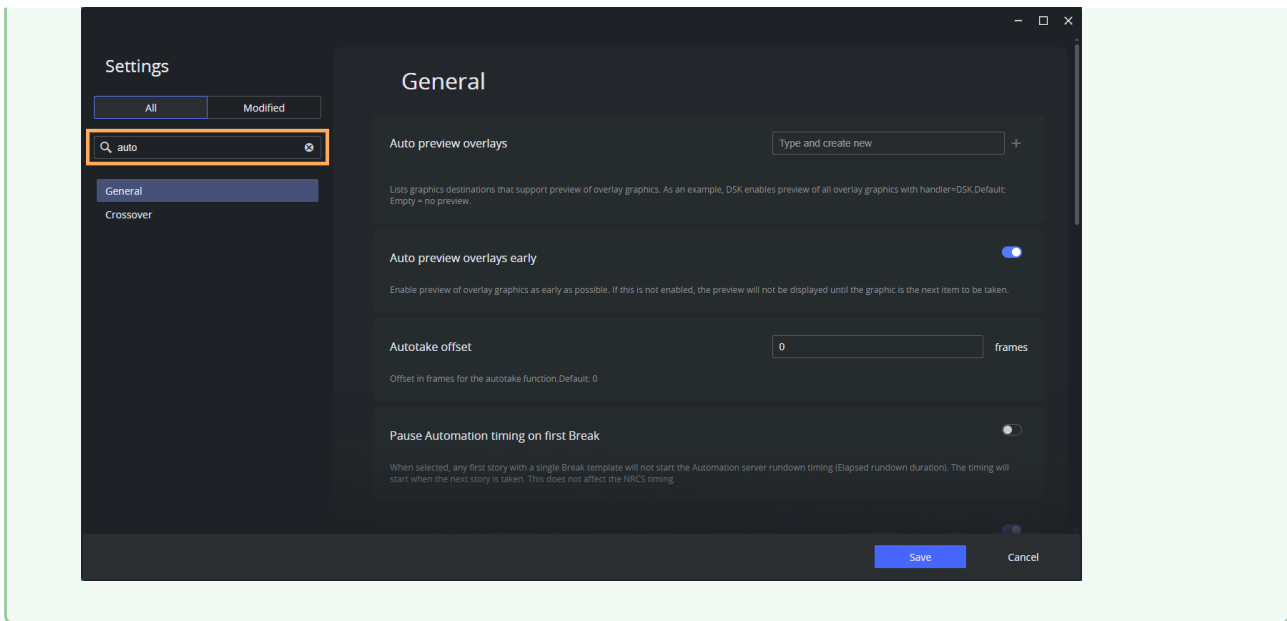 Settings
All
Modified
auto
General
Crossover
General
Auto preview overlays
Type and create new
Lists graphics destinations that support preview of overlay graphics. As an example, DSK enables preview of all overlay graphics with handler=DSK.Default:
Empty = no preview.
Auto preview overlays early
Enable preview of overlay graphics as early as possible. If this is not enabled, the preview will not be displayed until the graphic is the next item to be taken.
Autotake offset
0
frames
Offset in frames for the autotake function.Default: 0
Pause Automation timing on first Break
When selected, any first story with a single Break template will not start the Automation server rundown timing (Elapsed rundown duration). The timing will
start when the next story is taken. This does not affect the NRCS timing.
Save
Cancel